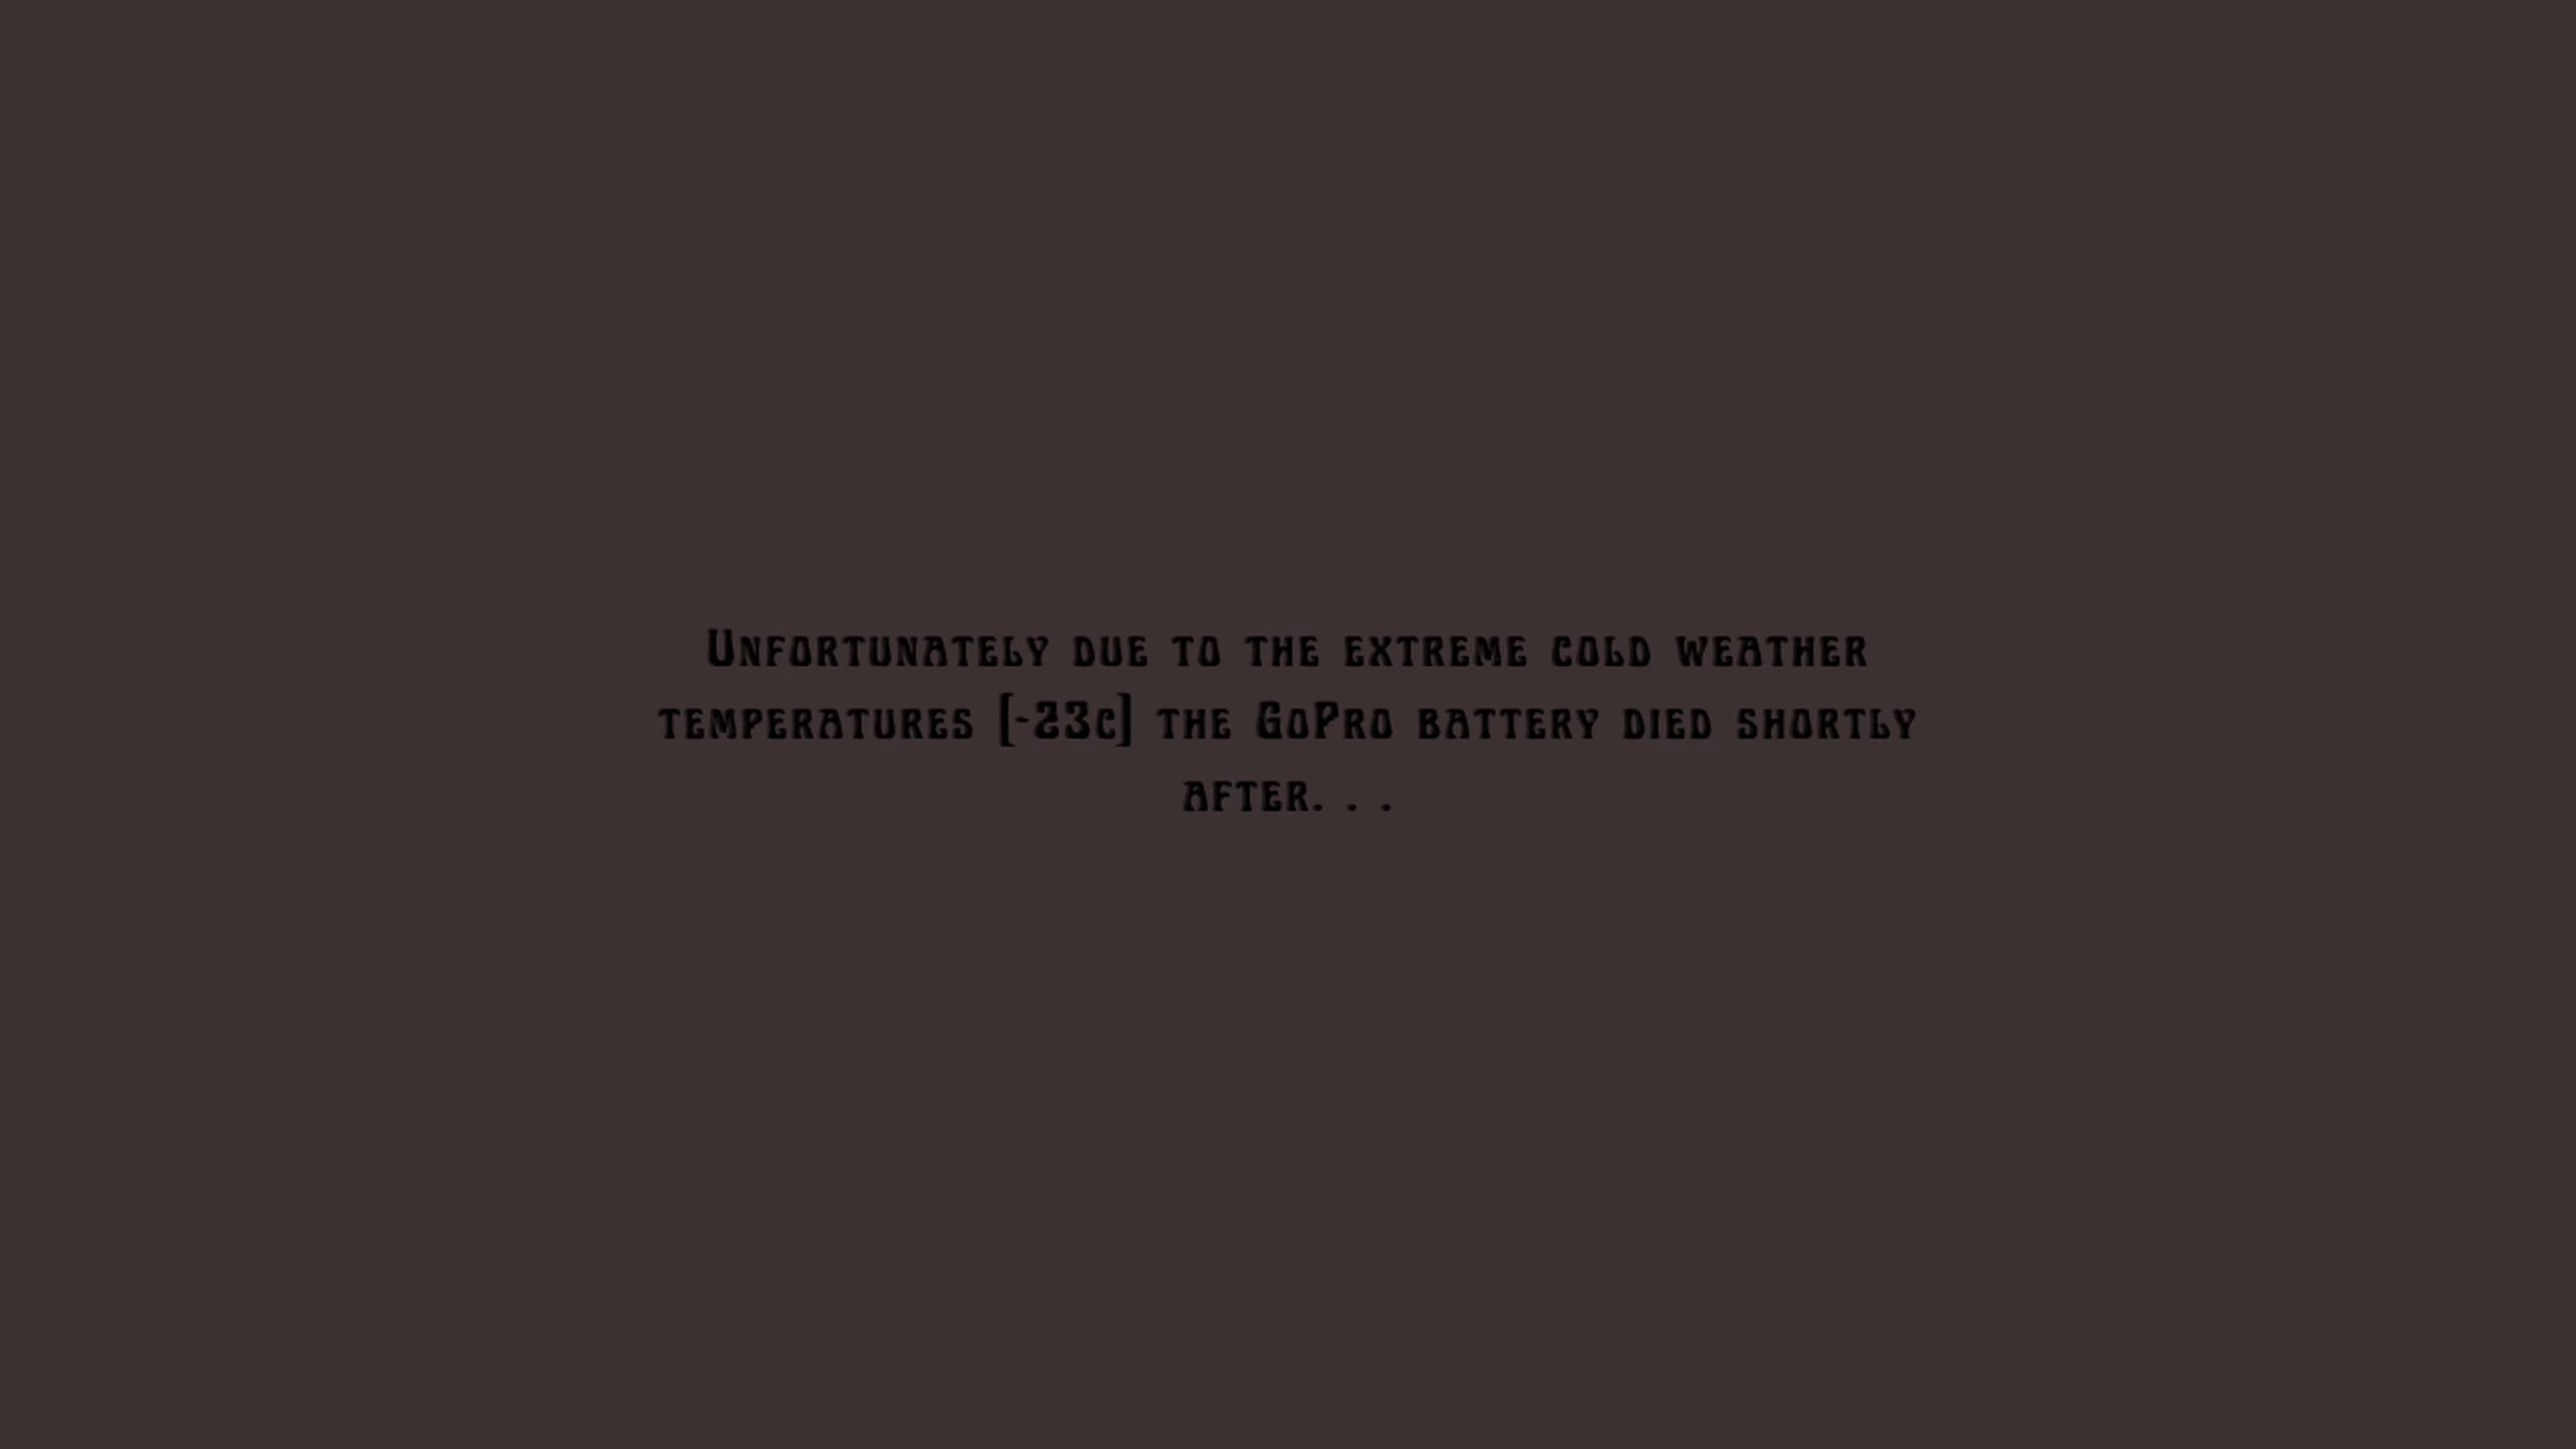 Unfortunately due to the extreme cold weather
temperatures [-23c] the GoPro battery died shortly
after. . .